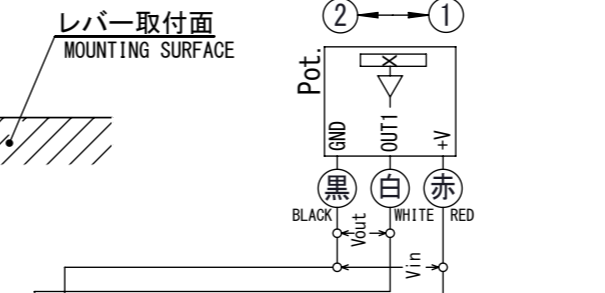 レバー取付面
MOUNTING SURFACE
② ①
Pot.
GND OUT1 +V
黒 白 赤
BLACK WHITE RED
Vout
Vin